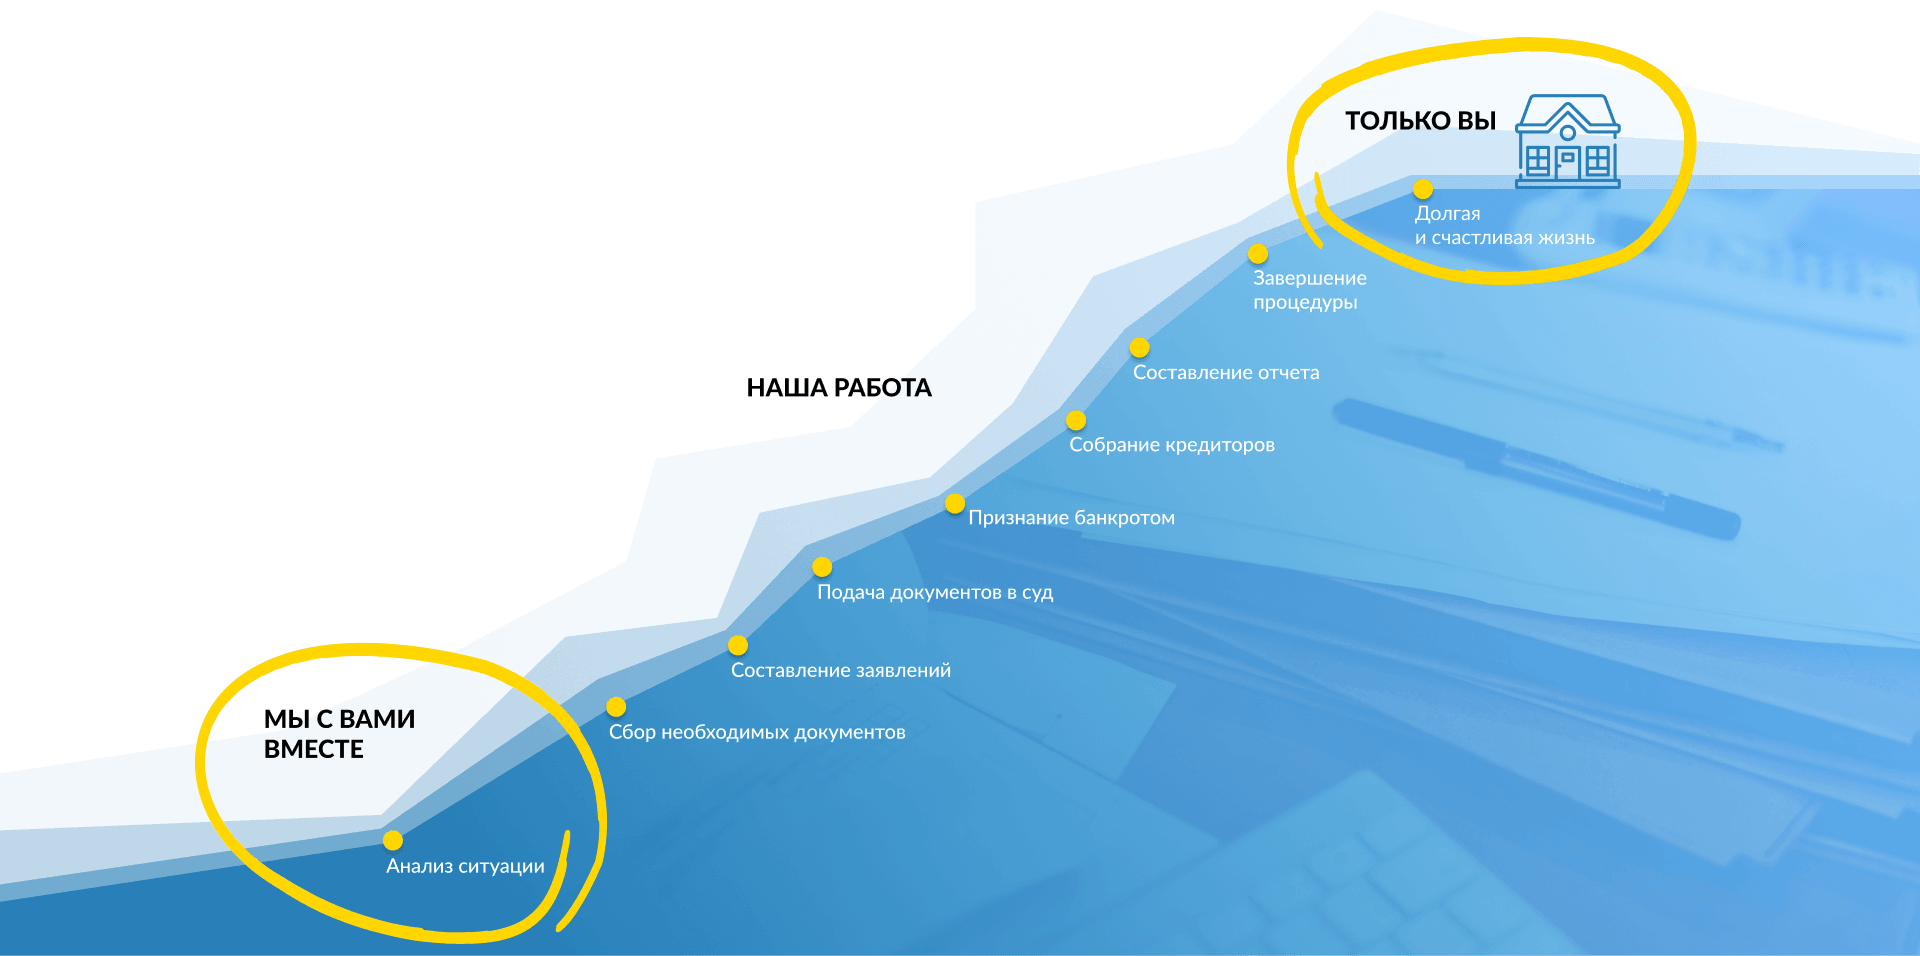 ТОЛЬКО ВЫ
Долгая
и счастливая жизнь
Завершение
процедуры
Составление отчета
НАША РАБОТА
Собрание кредиторов
Признание банкротом
Подача документов в суд
Составление заявлений
Сбор необходимых документов
МЫ С ВАМИ
ВМЕСТЕ
Анализ ситуации